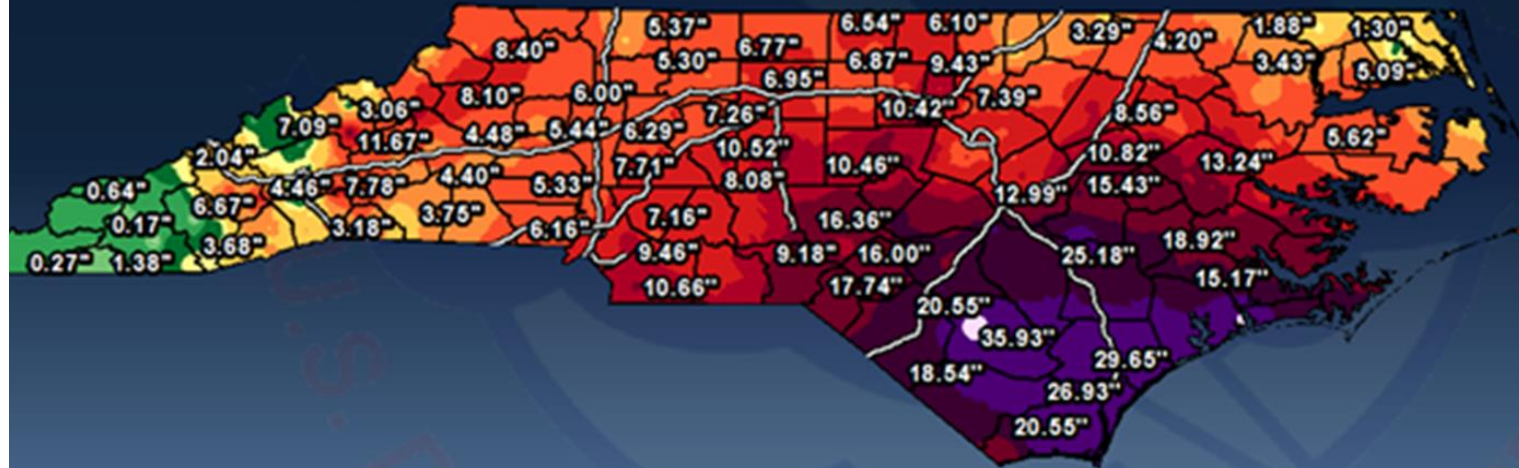 5.37" 6.54" 6.10" 3.29" 1.88" 1.30"
8.40" 6.77" 4.20"
5.30" 6.87" 9.43" 3.43" 5.09"
8.10" 6.00" 6.95" 7.39"
3.06" 10.42" 8.56"
7.09" 11.67" 4.48" 5.44" 6.29" 7.26" 5.62"
2.04" 7.71" 10.52" 10.46" 10.82" 13.24"
0.64" 4.46" 7.78" 4.40" 5.33" 8.08" 12.99" 15.43"
6.67" 3.75" 7.16" 16.36"
0.17" 3.18" 6.16"
3.68" 9.46" 9.18" 16.00" 25.18" 18.92"
0.27" 1.38" 10.66" 17.74" 15.17"
20.55"
35.93"
18.54" 29.65"
26.93"
20.55"
U.S.